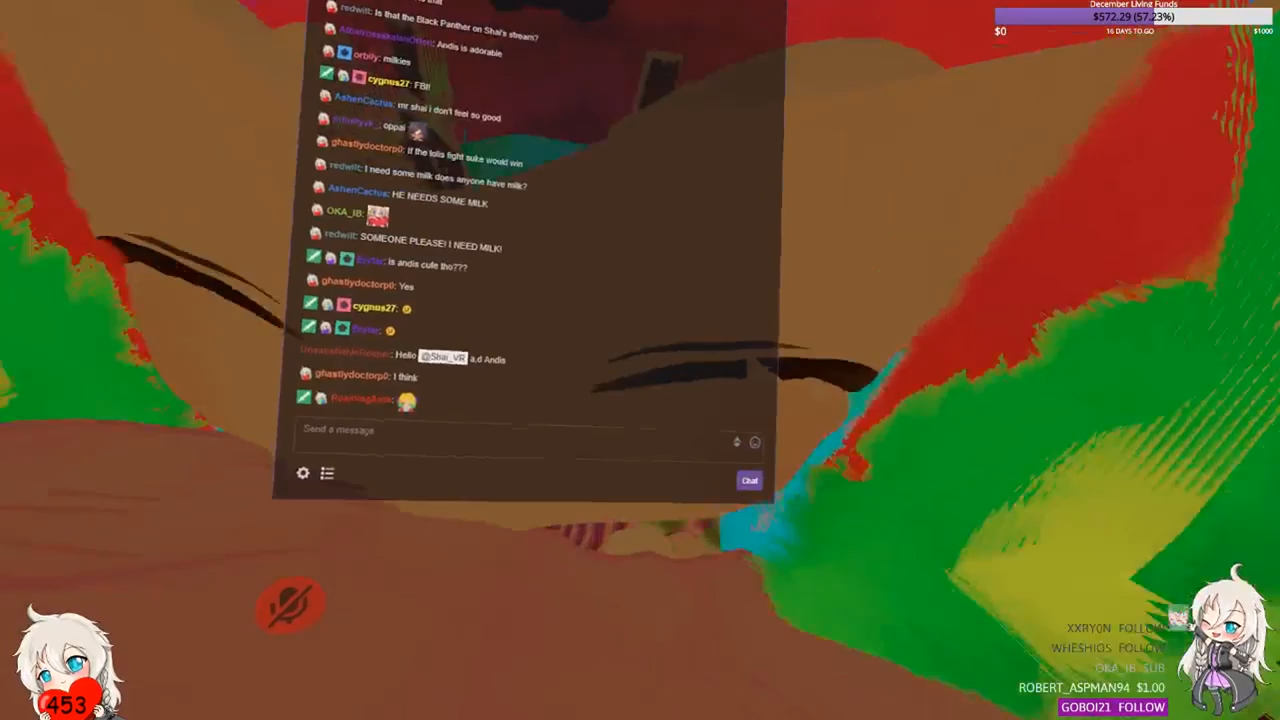 December Living Funds
$572.29 (57.23%)
$0
16 DAYS TO GO
$1000
redwilt: Is that the Black Panther on Shai's stream?
Andis is adorable
orbily: milkies
cygnus27: FBI!
AshenCactus: mr shai i don't feel so good
oppai
ghastlydoctorp0: If the lolis fight suke would win
redwilt: I need some milk does anyone have milk?
AshenCactus: HE NEEDS SOME MILK
OKA_IB:
redwilt: SOMEONE PLEASE! I NEED MILK!
is andis cute tho???
ghastlydoctorp0: Yes
cygnus27:
Hello @Shai_VR a,d Andis
ghastlydoctorp0: I think
Send a message
Chat
453
XXRY0N FOLLOW
WHESHIOS FOLLOW
OKA_IB SUB
ROBERT_ASPMAN94 $1.00
GOBOI21 FOLLOW